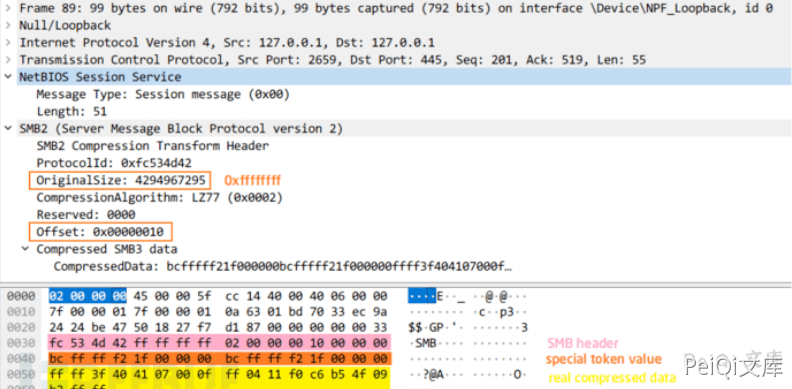 Frame 89: 99 bytes on wire (792 bits), 99 bytes captured (792 bits) on interface \Device\NPF_Loopback, id 0
Null/Loopback
Internet Protocol Version 4, Src: 127.0.0.1, Dst: 127.0.0.1
Transmission Control Protocol, Src Port: 2659, Dst Port: 445, Seq: 201, Ack: 519, Len: 55
NetBIOS Session Service
Message Type: Session message (0x00)
Length: 51
SMB2 (Server Message Block Protocol version 2)
SMB2 Compression Transform Header
ProtocolId: 0xfc534d42
OriginalSize: 4294967295 0xffffffff
CompressionAlgorithm: LZ77 (0x0002)
Reserved: 0000
Offset: 0x00000010
Compressed SMB3 data
CompressedData: bcfffff21f000000bcfffff21f000000ffff3f404107000f…
0000 02 00 00 00 45 00 00 5f cc 14 40 00 40 06 00 00 ····E··_ ··@·@···
0010 7f 00 00 01 7f 00 00 01 0a 63 01 bd 70 33 ec 9a ········ ·c··p3··
0020 24 24 be 47 50 18 27 f7 d1 87 00 00 00 00 00 33 $$·GP·'· ·······3
0030 fc 53 4d 42 ff ff ff ff 02 00 00 00 10 00 00 00 ·SMB SMB header
0040 bc ff ff f2 1f 00 00 00 bc ff ff f2 1f 00 00 00 special token value
0050 ff ff 3f 40 41 07 00 0f ff 04 11 f0 c6 b5 4f 09 ··?@A··· ······O· real compressed data
PeiQi文库